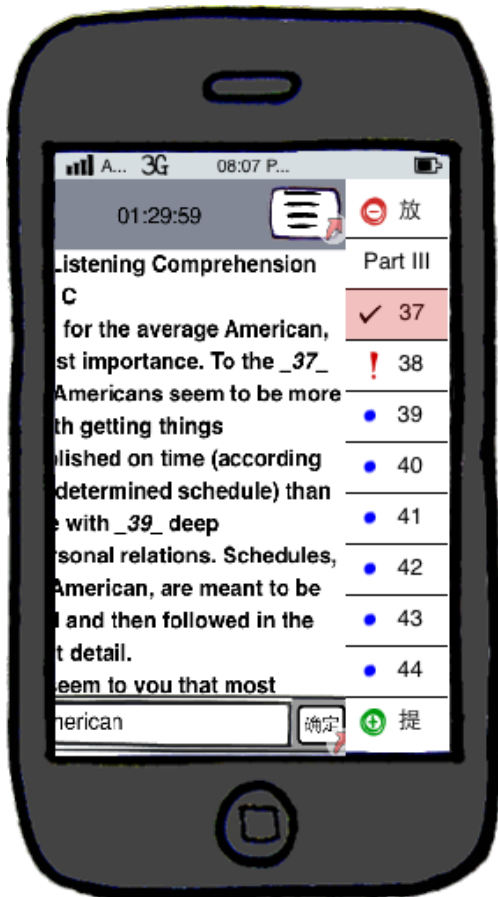 A... 3G 08:07 P...
01:29:59
Listening Comprehension
C
for the average American,
st importance. To the _37_
Americans seem to be more
th getting things
lished on time (according
determined schedule) than
with _39_ deep
rsonal relations. Schedules,
American, are meant to be
and then followed in the
t detail.
seem to you that most
nerican
确定
放
Part III
37
38
39
40
41
42
43
44
提